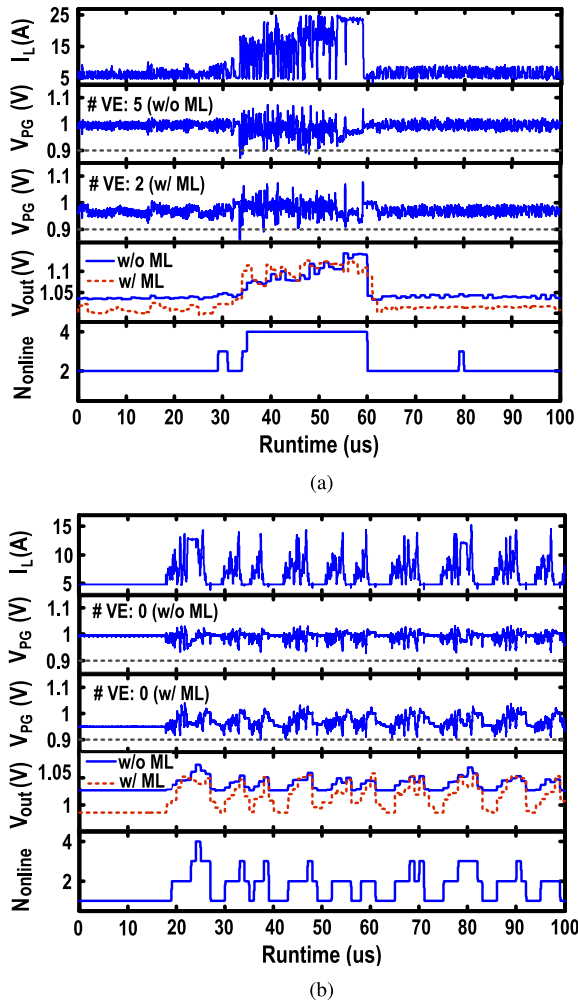 25
I_L(A)
15
5
# VE: 5 (w/o ML)
1.1
V_PG (V)
1
0.9
# VE: 2 (w/ ML)
1.1
V_PG (V)
1
0.9
w/o ML
w/ ML
V_out (V)
1.1
1.05
4
N_online
2
0 10 20 30 40 50 60 70 80 90 100
Runtime (us)
(a)
15
I_L(A)
10
5
# VE: 0 (w/o ML)
1.1
V_PG (V)
1
0.9
# VE: 0 (w/ ML)
1.1
V_PG (V)
1
0.9
w/o ML
w/ ML
V_out (V)
1.05
1
4
N_online
2
0 10 20 30 40 50 60 70 80 90 100
Runtime (us)
(b)